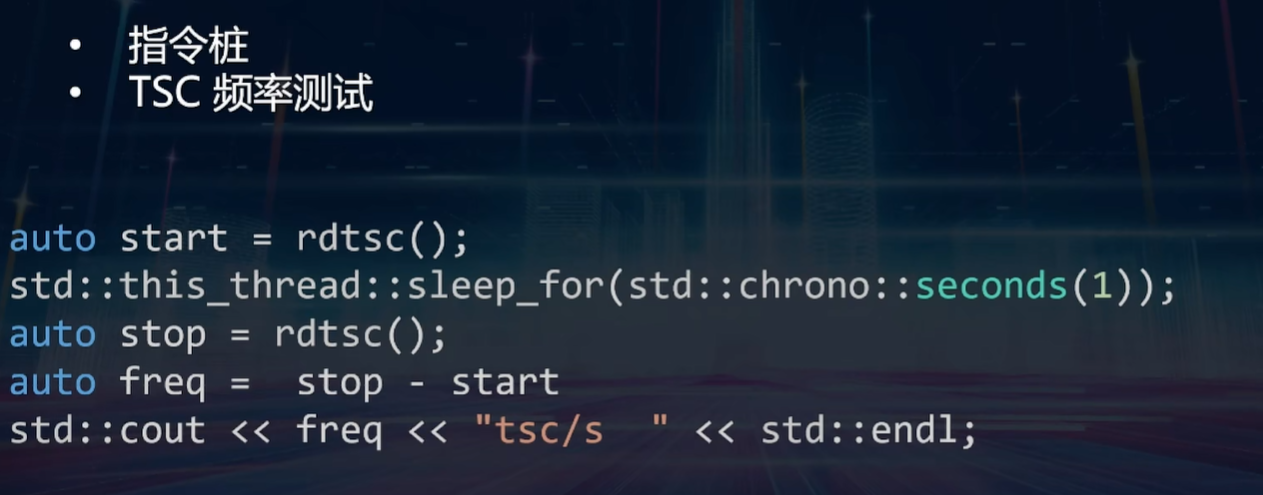 • 指令桩
• TSC 频率测试
auto start = rdtsc();
std::this_thread::sleep_for(std::chrono::seconds(1));
auto stop = rdtsc();
auto freq =  stop - start
std::cout << freq << "tsc/s  " << std::endl;